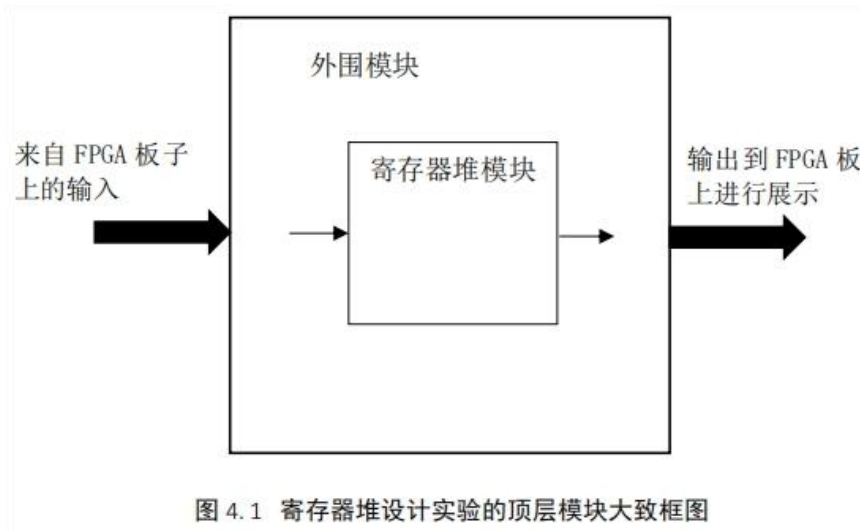 外围模块
来自 FPGA 板子
上的输入
寄存器堆模块
输出到 FPGA 板
上进行展示
图 4.1 寄存器堆设计实验的顶层模块大致框图